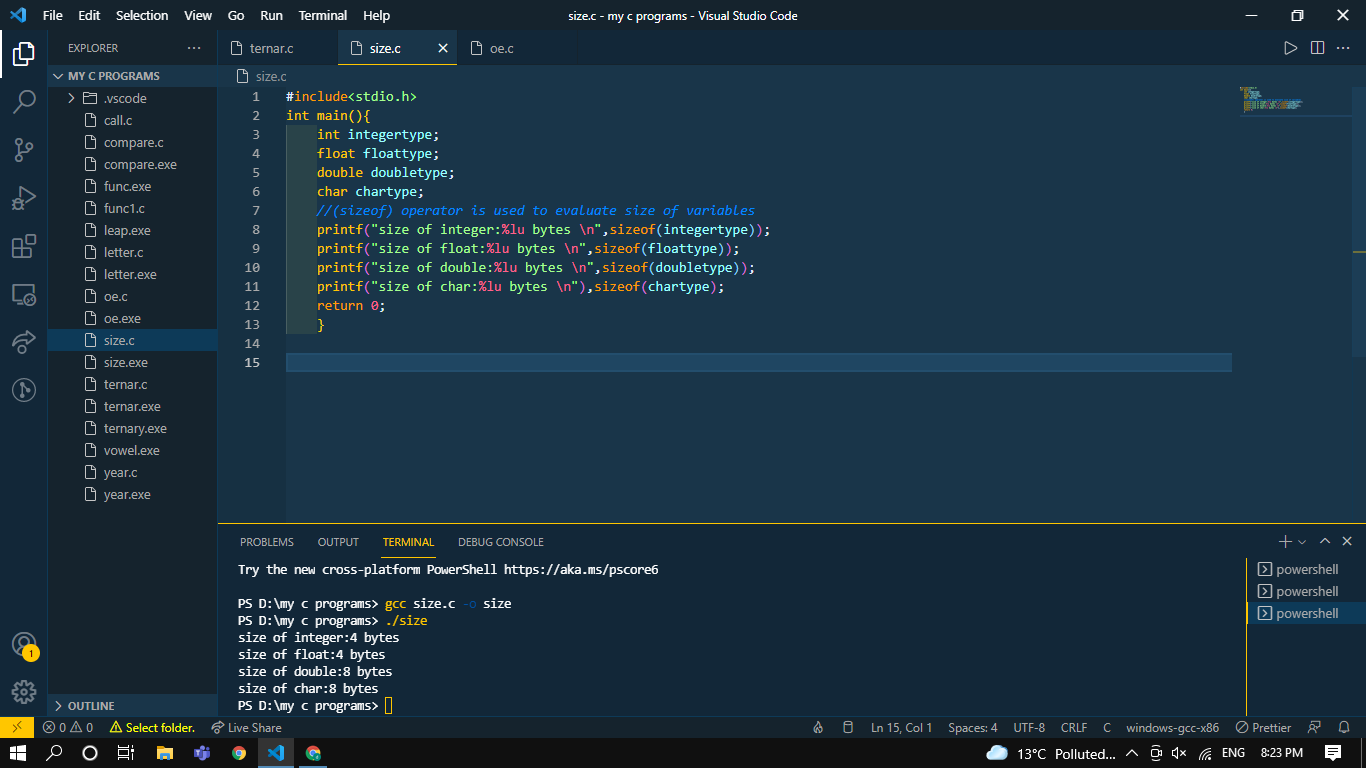 File Edit Selection View Go Run Terminal Help size.c - my c programs - Visual Studio Code
EXPLORER
MY C PROGRAMS
.vscode
call.c
compare.c
compare.exe
func.exe
func1.c
leap.exe
letter.c
letter.exe
oe.c
oe.exe
size.c
size.exe
ternar.c
ternar.exe
ternary.exe
vowel.exe
year.c
year.exe
OUTLINE
ternar.c size.c oe.c
size.c
1 #include<stdio.h>
2 int main(){
3 int integertype;
4 float floattype;
5 double doubletype;
6 char chartype;
7 //(sizeof) operator is used to evaluate size of variables
8 printf("size of integer:%lu bytes \n",sizeof(integertype));
9 printf("size of float:%lu bytes \n",sizeof(floattype));
10 printf("size of double:%lu bytes \n",sizeof(doubletype));
11 printf("size of char:%lu bytes \n"),sizeof(chartype);
12 return 0;
13 }
14
15
PROBLEMS OUTPUT TERMINAL DEBUG CONSOLE
Try the new cross-platform PowerShell https://aka.ms/pscore6
PS D:\my c programs> gcc size.c -o size
PS D:\my c programs> ./size
size of integer:4 bytes
size of float:4 bytes
size of double:8 bytes
size of char:8 bytes
PS D:\my c programs>
powershell
powershell
powershell
1
0 0 Select folder. Live Share Ln 15, Col 1 Spaces: 4 UTF-8 CRLF C windows-gcc-x86 Prettier
13°C Polluted... ENG 8:23 PM